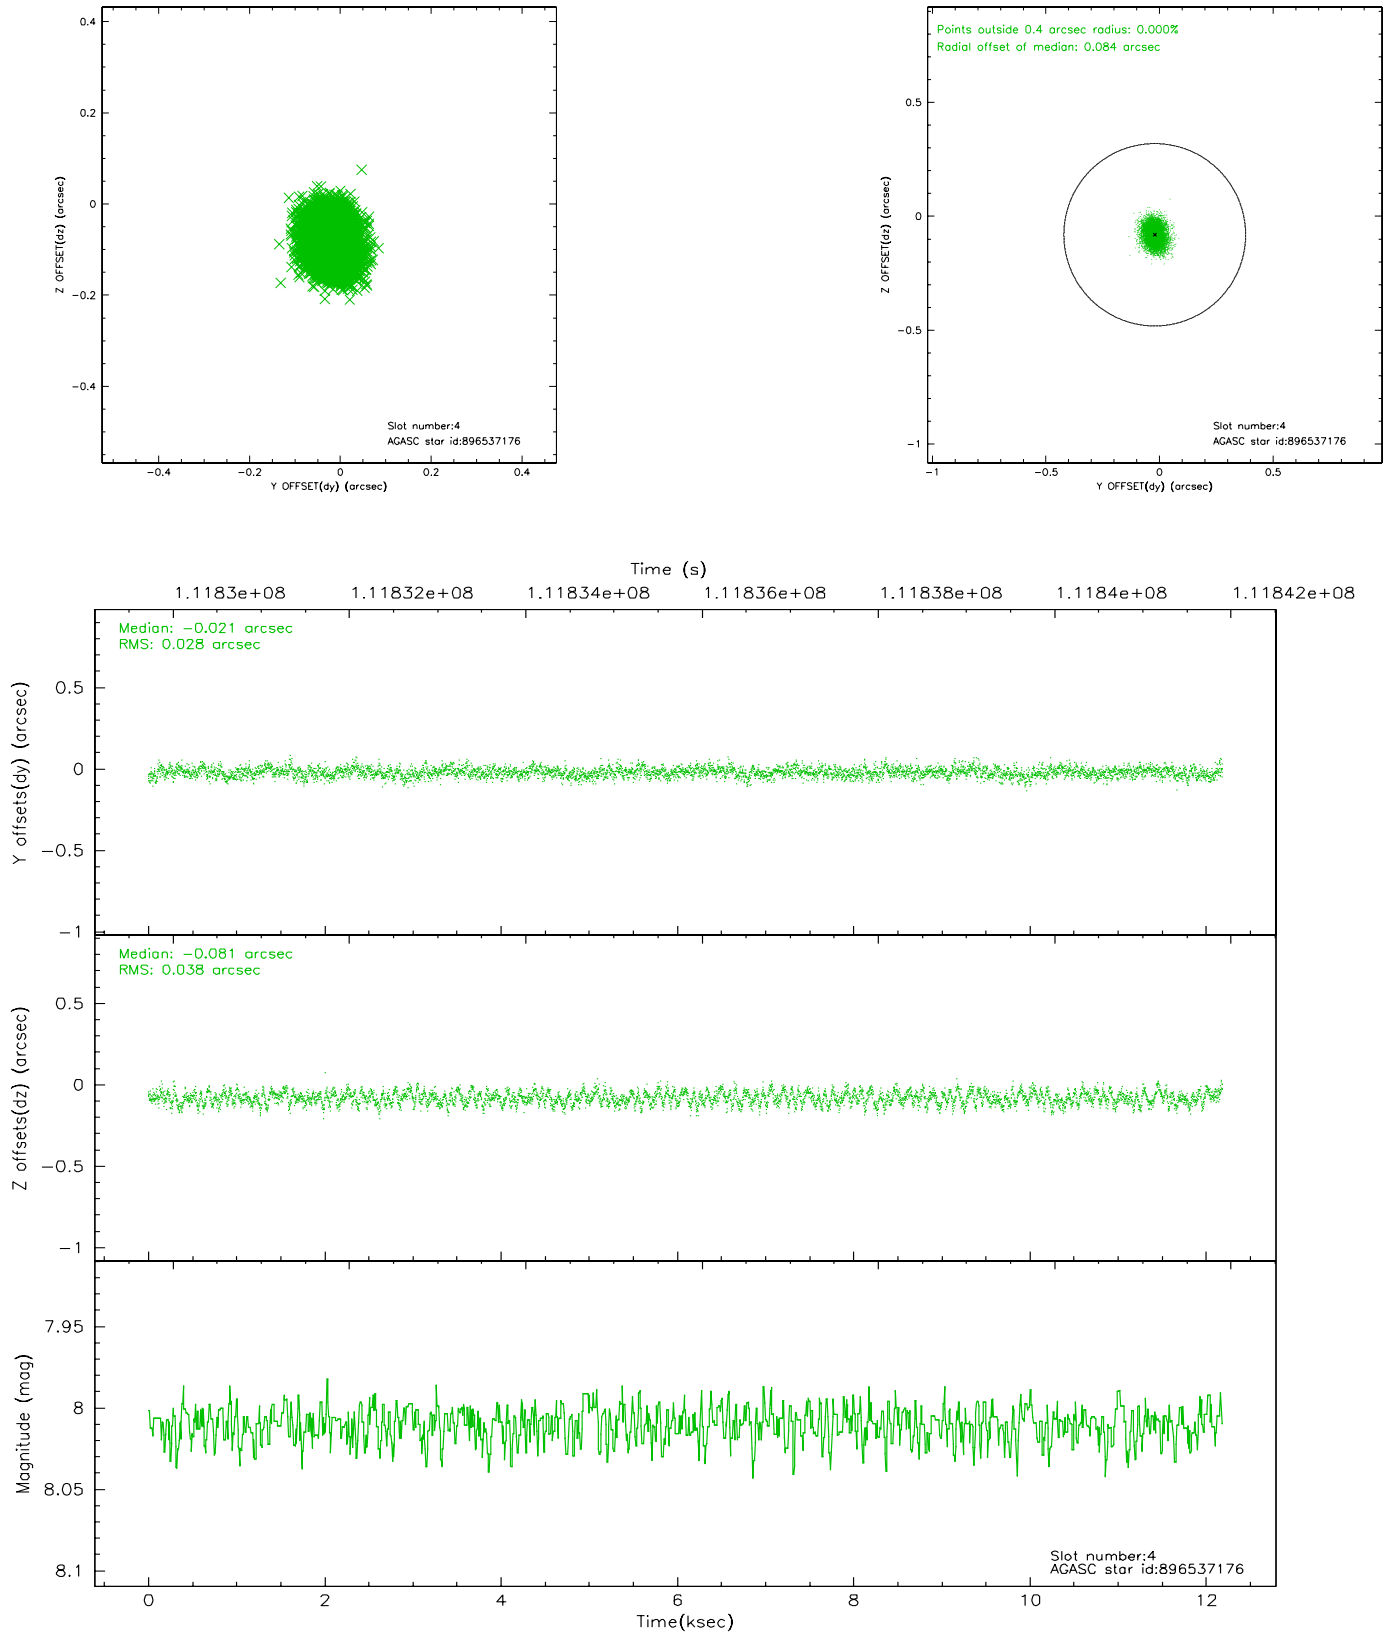 0.4
0.2
0
−0.2
−0.4
Z OFFSET(dz) (arcsec)
−0.4 −0.2 0 0.2 0.4
Y OFFSET(dy) (arcsec)
Slot number:4
AGASC star id:896537176
Points outside 0.4 arcsec radius: 0.000%
Radial offset of median: 0.084 arcsec
0.5
0
−0.5
−1
Z OFFSET(dz) (arcsec)
−1 −0.5 0 0.5
Y OFFSET(dy) (arcsec)
Slot number:4
AGASC star id:896537176
Time (s)
1.1183e+08 1.11832e+08 1.11834e+08 1.11836e+08 1.11838e+08 1.1184e+08 1.11842e+08
Median: −0.021 arcsec
RMS: 0.028 arcsec
0.5
0
−0.5
−1
Y offsets(dy) (arcsec)
Median: −0.081 arcsec
RMS: 0.038 arcsec
0.5
0
−0.5
−1
Z offsets(dz) (arcsec)
7.95
8
8.05
8.1
Magnitude (mag)
Slot number:4
AGASC star id:896537176
0 2 4 6 8 10 12
Time(ksec)